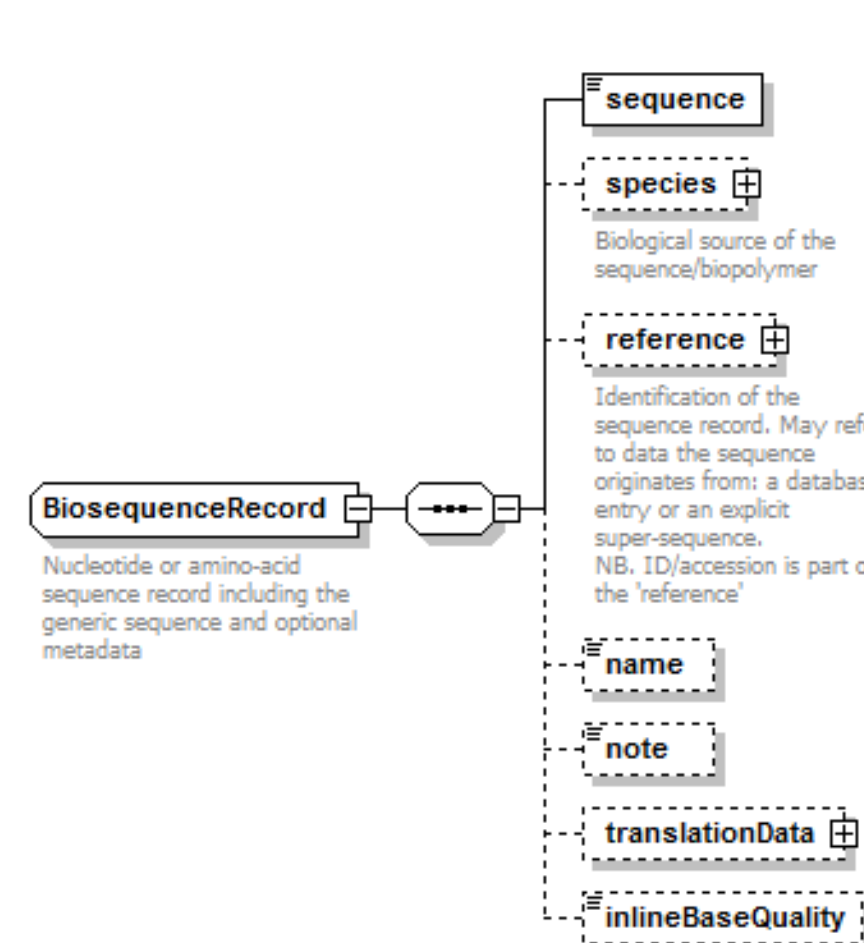 sequence
species
Biological source of the
sequence/biopolymer
reference
Identification of the
sequence record. May
to data the sequence
originates from: a
entry or an explicit
super-sequence.
NB. ID/accession is part
the 'reference'
BiosequenceRecord
Nucleotide or amino-acid
sequence record including the
generic sequence and optional
metadata
name
note
translationData
inlineBaseQuality